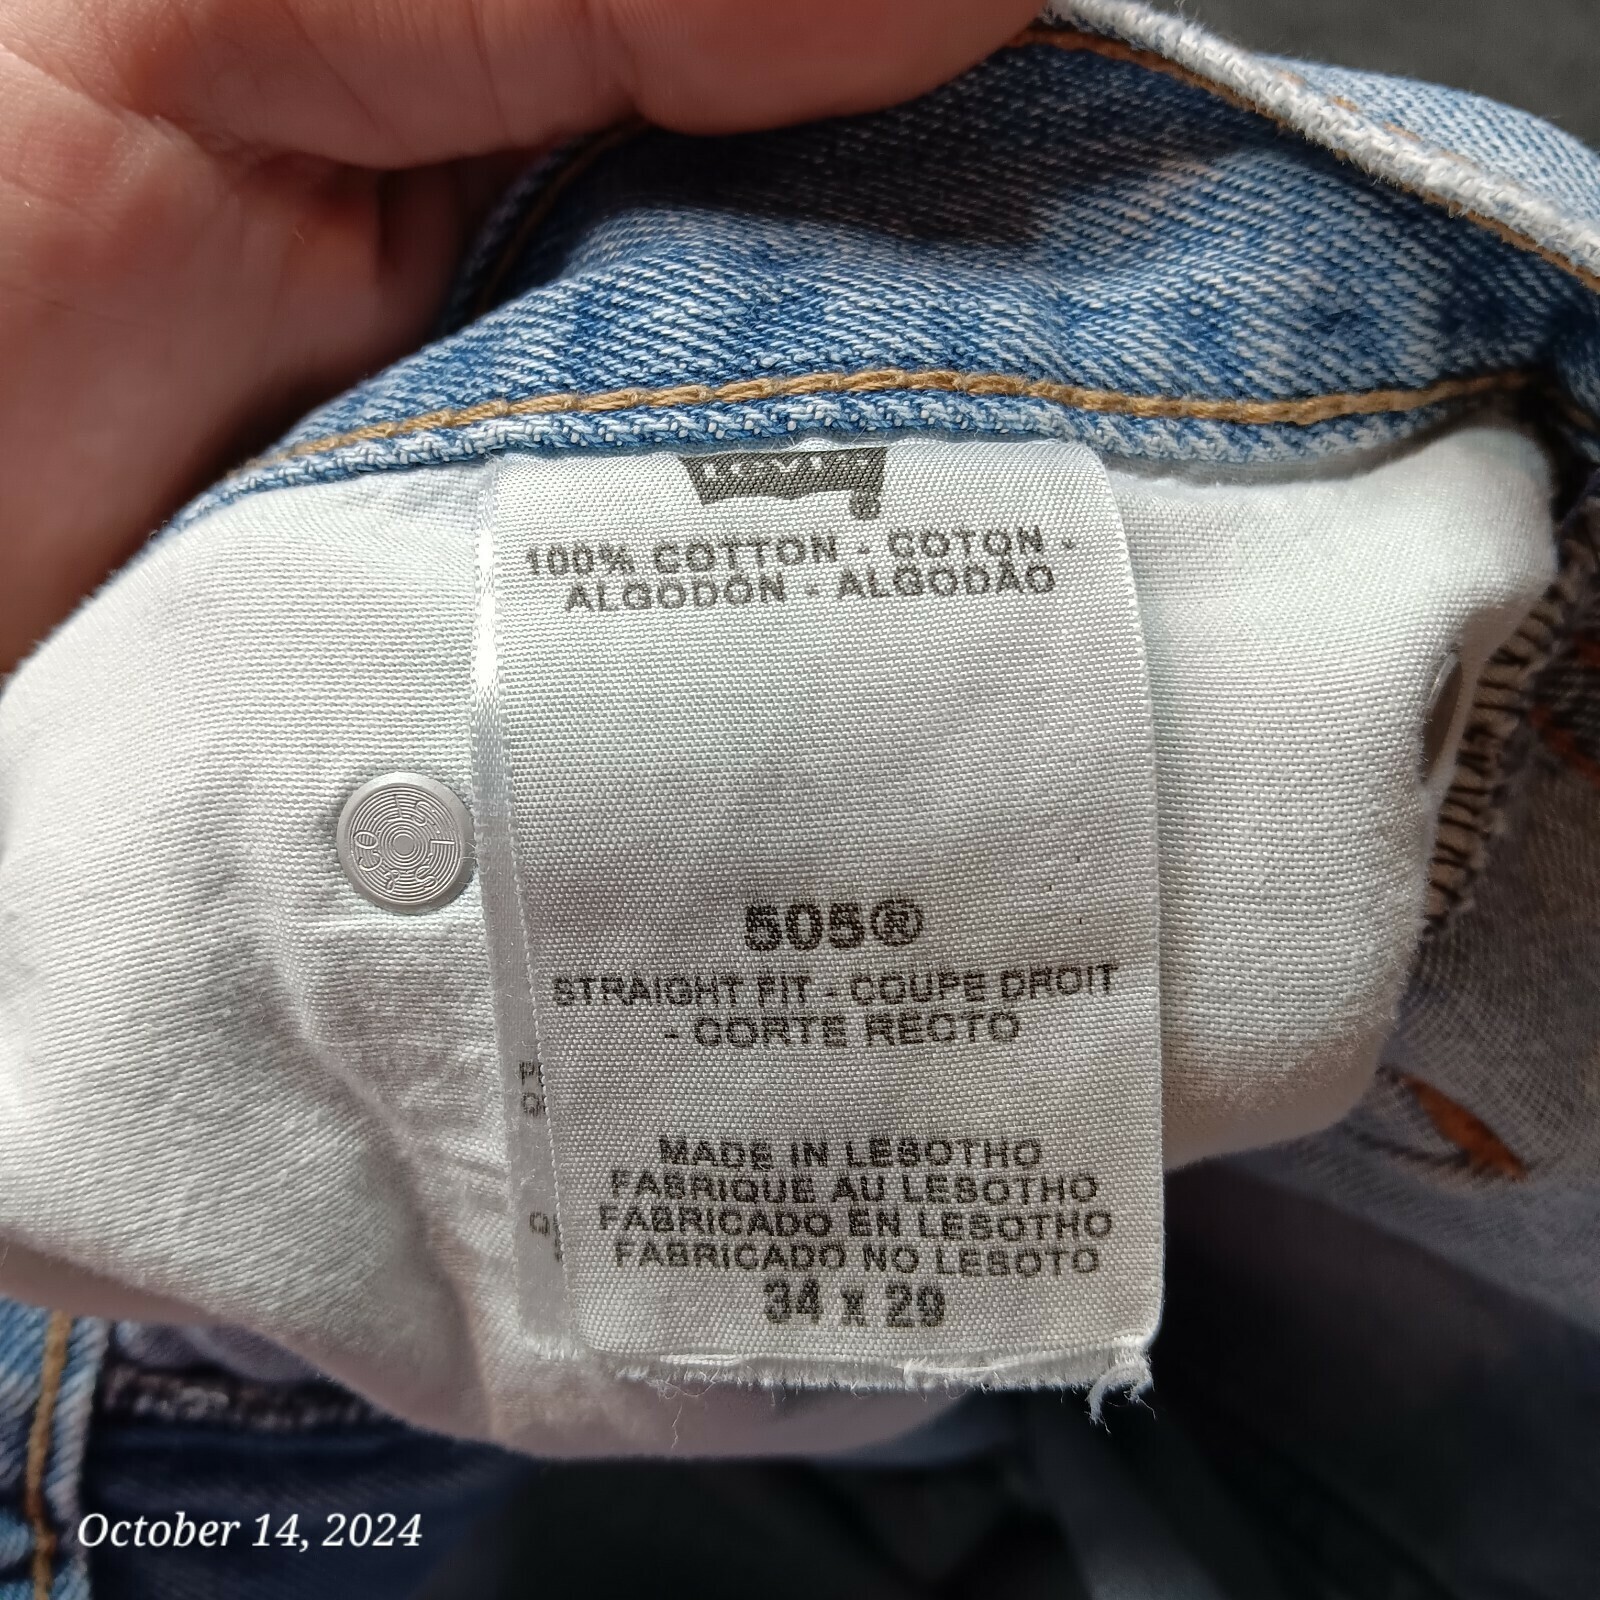 LEVI'S
100% COTTON - COTON -
ALGODÓN - ALGODÃO
505®
STRAIGHT FIT - COUPE DROIT
- CORTE RECTO
MADE IN LESOTHO
FABRIQUE AU LESOTHO
FABRICADO EN LESOTHO
FABRICADO NO LESOTO
34 x 29
October 14, 2024